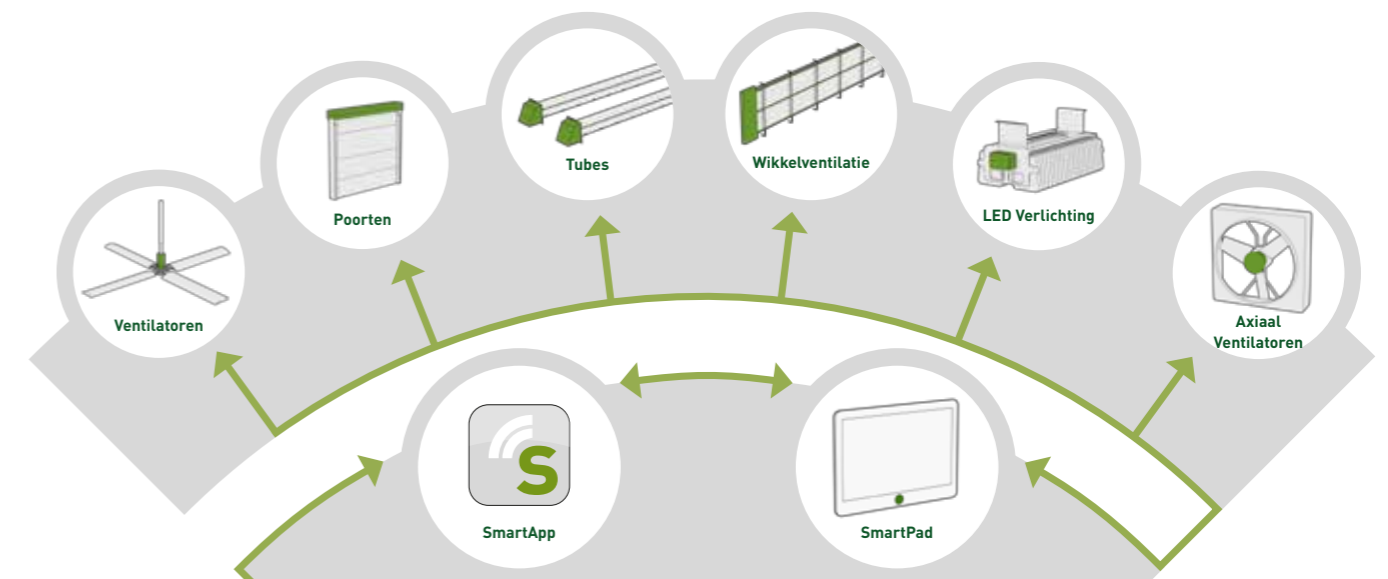 Tubes
Wikkelventilatie
Poorten
LED Verlichting
Ventilatoren
Axiaal
Ventilatoren
S
SmartApp
SmartPad